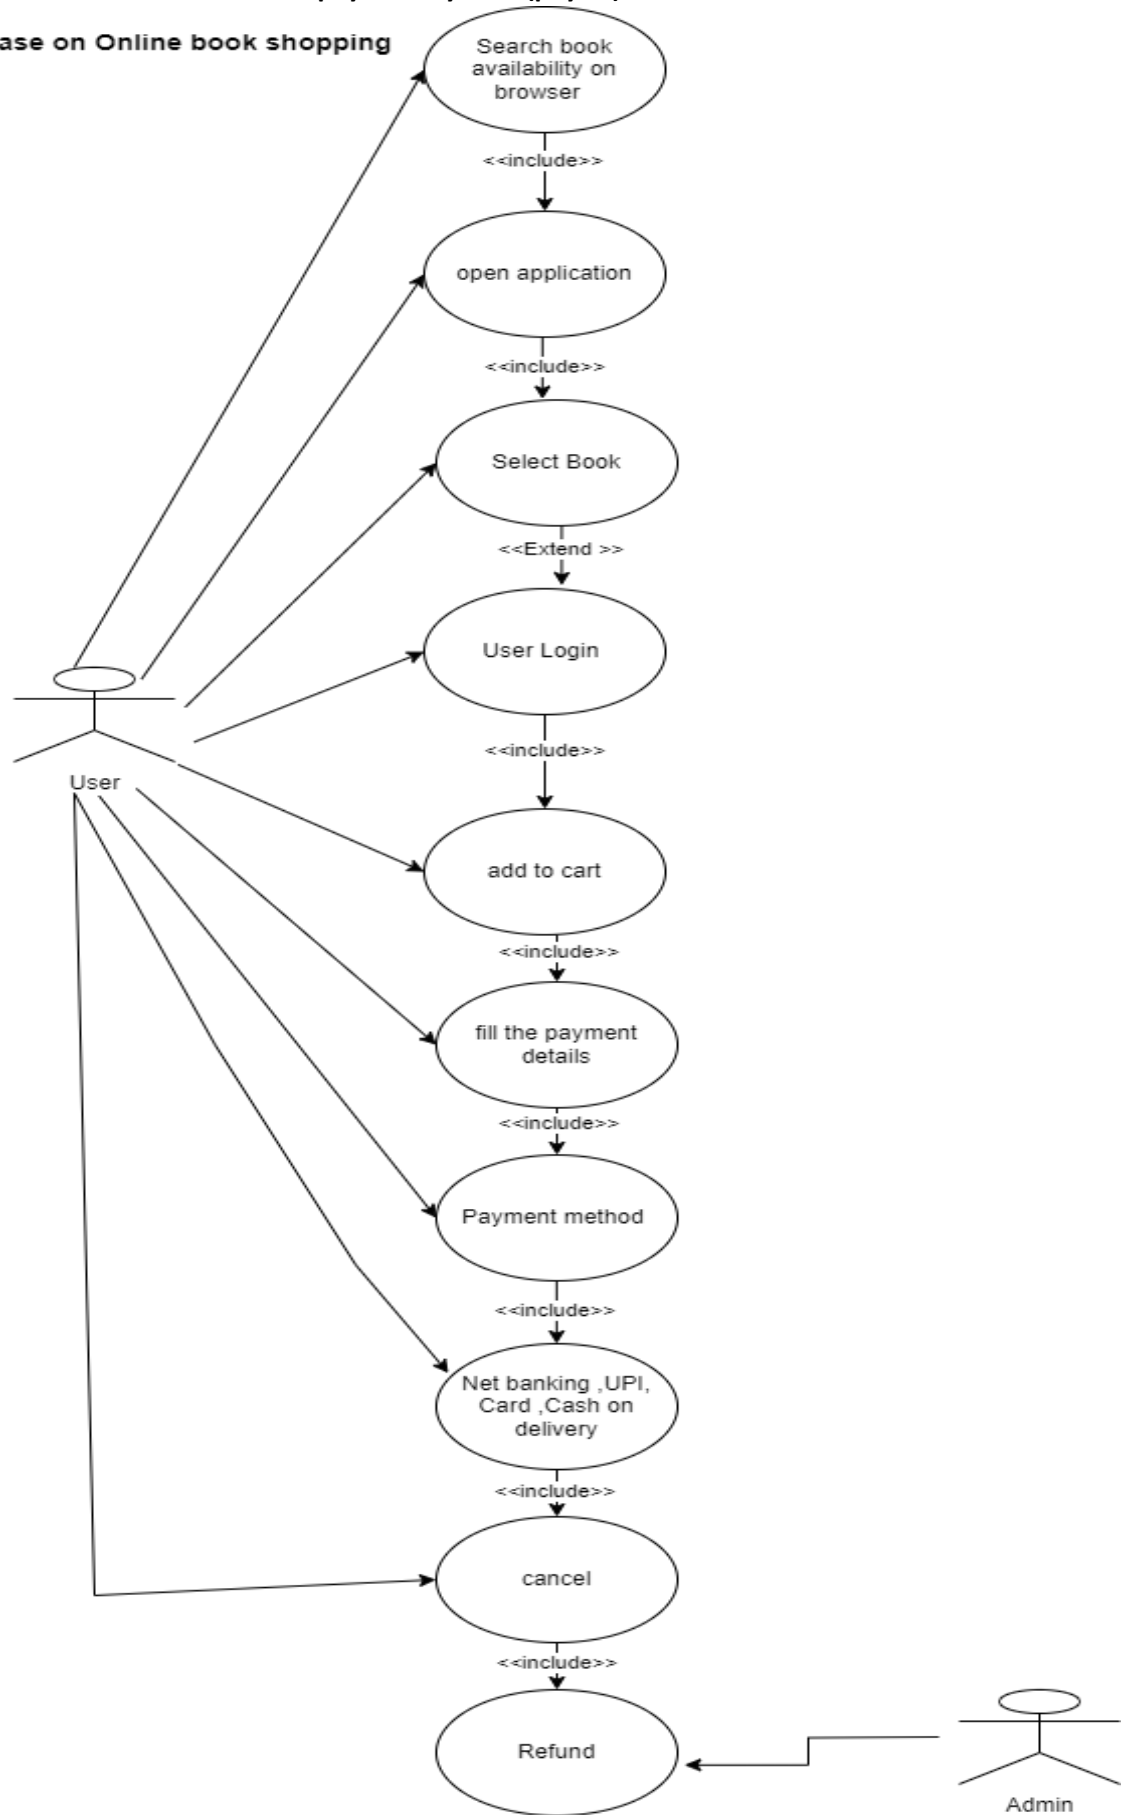 ase on Online book shopping
Search book
availability on
browser
<<include>>
open application
<<include>>
Select Book
<<Extend >>
User Login
<<include>>
User
add to cart
<<include>>
fill the payment
details
<<include>>
Payment method
<<include>>
Net banking ,UPI,
Card ,Cash on
delivery
<<include>>
cancel
<<include>>
Refund
Admin